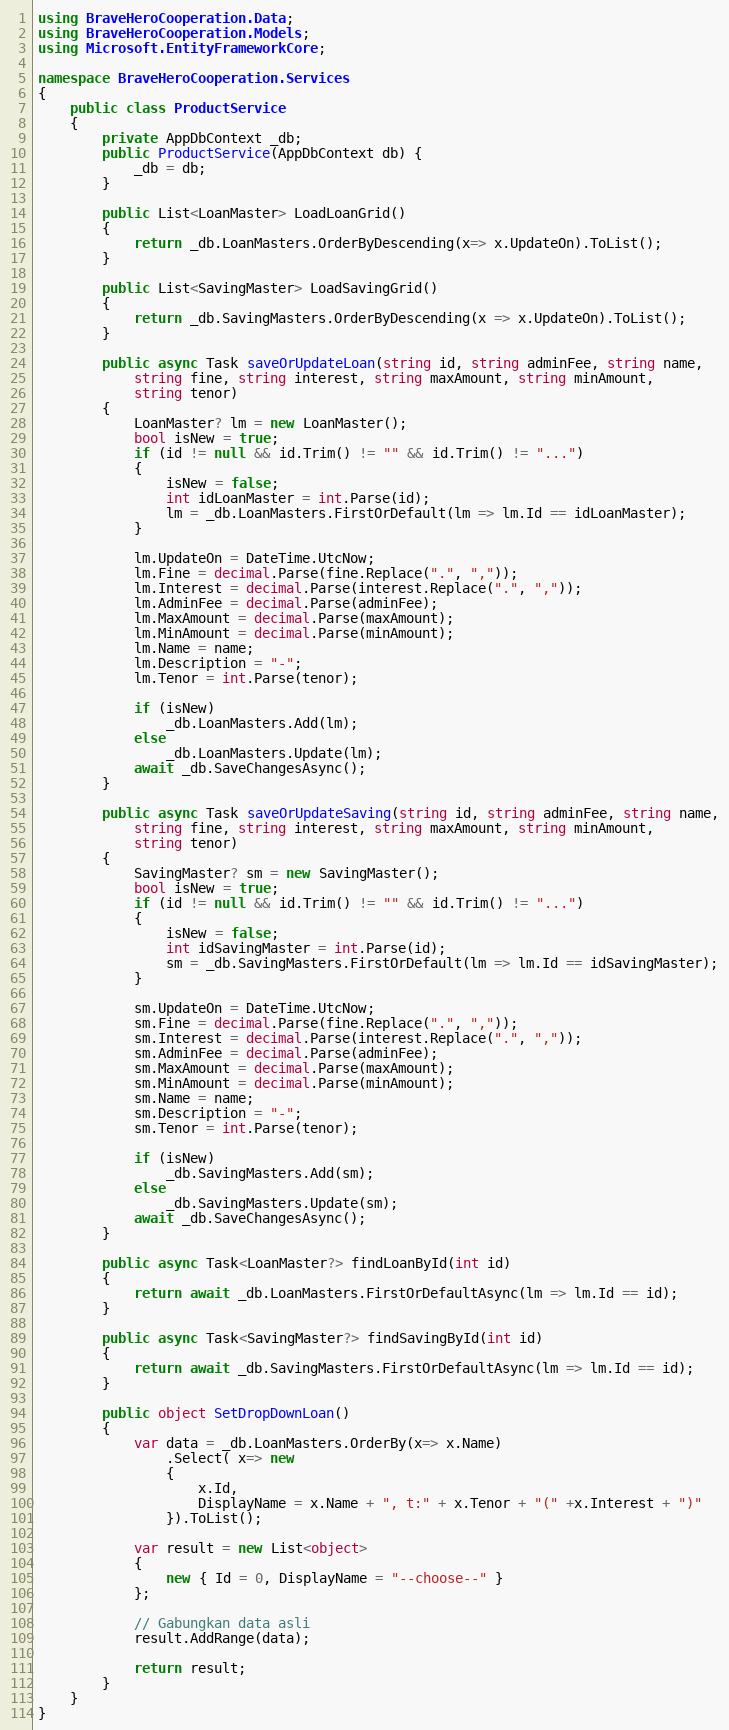 1 using BraveHeroCooperation.Data;
2 using BraveHeroCooperation.Models;
3 using Microsoft.EntityFrameworkCore;
4
5 namespace BraveHeroCooperation.Services
6 {
7     public class ProductService
8     {
9         private AppDbContext _db;
10         public ProductService(AppDbContext db) {
11             _db = db;
12         }
13
14         public List<LoanMaster> LoadLoanGrid()
15         {
16             return _db.LoanMasters.OrderByDescending(x=> x.UpdateOn).ToList();
17         }
18
19         public List<SavingMaster> LoadSavingGrid()
20         {
21             return _db.SavingMasters.OrderByDescending(x => x.UpdateOn).ToList();
22         }
23
24         public async Task saveOrUpdateLoan(string id, string adminFee, string name,
25             string fine, string interest, string maxAmount, string minAmount,
26             string tenor)
27         {
28             LoanMaster? lm = new LoanMaster();
29             bool isNew = true;
30             if (id != null && id.Trim() != "" && id.Trim() != "...")
31             {
32                 isNew = false;
33                 int idLoanMaster = int.Parse(id);
34                 lm = _db.LoanMasters.FirstOrDefault(lm => lm.Id == idLoanMaster);
35             }
36
37             lm.UpdateOn = DateTime.UtcNow;
38             lm.Fine = decimal.Parse(fine.Replace(".", ","));
39             lm.Interest = decimal.Parse(interest.Replace(".", ","));
40             lm.AdminFee = decimal.Parse(adminFee);
41             lm.MaxAmount = decimal.Parse(maxAmount);
42             lm.MinAmount = decimal.Parse(minAmount);
43             lm.Name = name;
44             lm.Description = "-";
45             lm.Tenor = int.Parse(tenor);
46
47             if (isNew)
48                 _db.LoanMasters.Add(lm);
49             else
50                 _db.LoanMasters.Update(lm);
51             await _db.SaveChangesAsync();
52         }
53
54         public async Task saveOrUpdateSaving(string id, string adminFee, string name,
55             string fine, string interest, string maxAmount, string minAmount,
56             string tenor)
57         {
58             SavingMaster? sm = new SavingMaster();
59             bool isNew = true;
60             if (id != null && id.Trim() != "" && id.Trim() != "...")
61             {
62                 isNew = false;
63                 int idSavingMaster = int.Parse(id);
64                 sm = _db.SavingMasters.FirstOrDefault(lm => lm.Id == idSavingMaster);
65             }
66
67             sm.UpdateOn = DateTime.UtcNow;
68             sm.Fine = decimal.Parse(fine.Replace(".", ","));
69             sm.Interest = decimal.Parse(interest.Replace(".", ","));
70             sm.AdminFee = decimal.Parse(adminFee);
71             sm.MaxAmount = decimal.Parse(maxAmount);
72             sm.MinAmount = decimal.Parse(minAmount);
73             sm.Name = name;
74             sm.Description = "-";
75             sm.Tenor = int.Parse(tenor);
76
77             if (isNew)
78                 _db.SavingMasters.Add(sm);
79             else
80                 _db.SavingMasters.Update(sm);
81             await _db.SaveChangesAsync();
82         }
83
84         public async Task<LoanMaster?> findLoanById(int id)
85         {
86             return await _db.LoanMasters.FirstOrDefaultAsync(lm => lm.Id == id);
87         }
88
89         public async Task<SavingMaster?> findSavingById(int id)
90         {
91             return await _db.SavingMasters.FirstOrDefaultAsync(lm => lm.Id == id);
92         }
93
94         public object SetDropDownLoan()
95         {
96             var data = _db.LoanMasters.OrderBy(x=> x.Name)
97                 .Select( x=> new
98                 {
99                     x.Id,
100                     DisplayName = x.Name + ", t:" + x.Tenor + "(" +x.Interest + ")"
101                 }).ToList();
102
103             var result = new List<object>
104             {
105                 new { Id = 0, DisplayName = "--choose--" }
106             };
107
108             // Gabungkan data asli
109             result.AddRange(data);
110
111             return result;
112         }
113     }
114 }